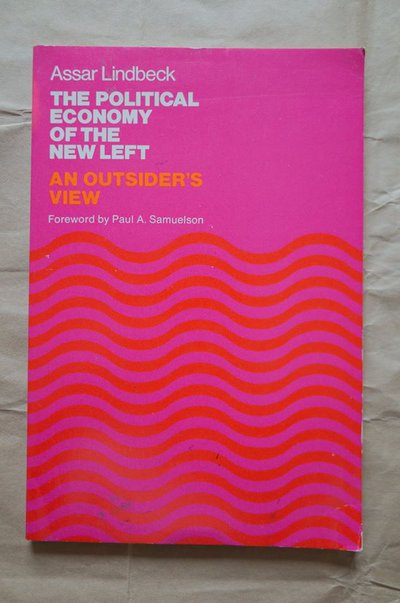 Assar Lindbeck
THE POLITICAL
ECONOMY
OF THE
NEW LEFT
AN OUTSIDER'S
VIEW
Foreword by Paul A. Samuelson